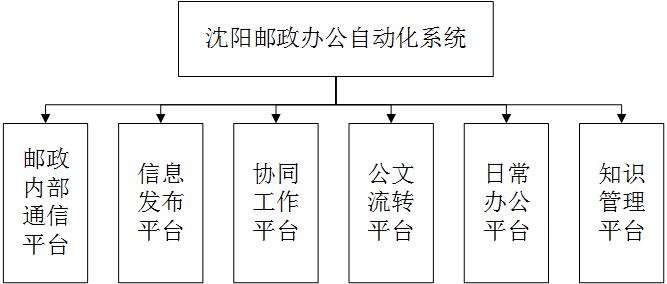 沈阳邮政办公自动化系统
邮政
内部
通信
平台
信息
发布
平台
协同
工作
平台
公文
流转
平台
日常
办公
平台
知识
管理
平台